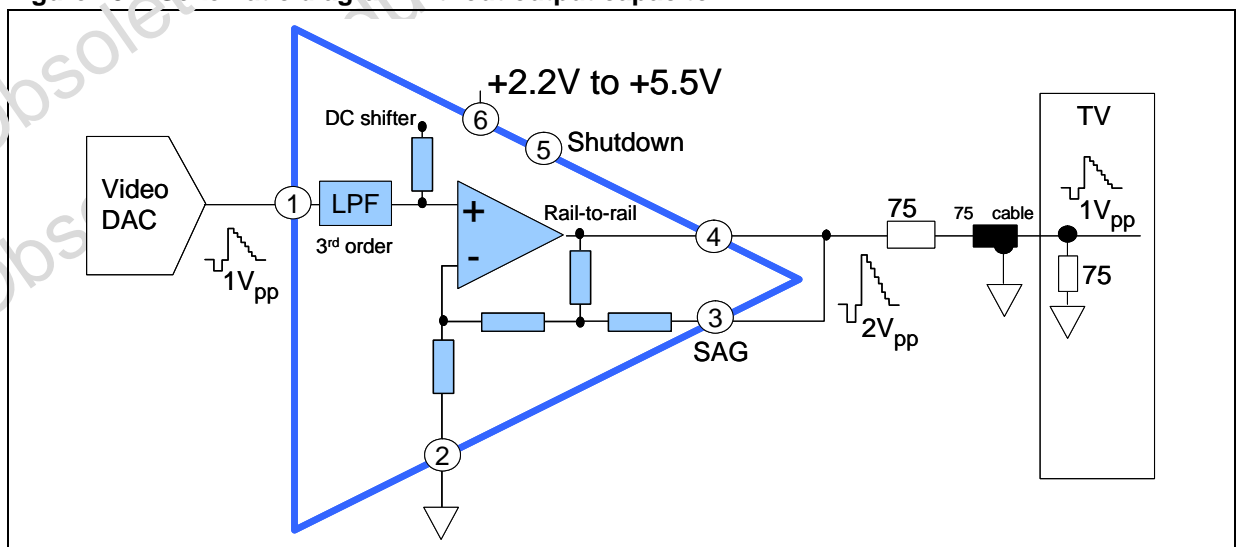 obsolete
+2.2V to +5.5V
TV
DC shifter
6
5
Shutdown
Video
DAC
1
LPF
+
-
Rail-to-rail
3rd order
4
75
75
cable
1Vpp
1Vpp
2Vpp
75
3
SAG
2